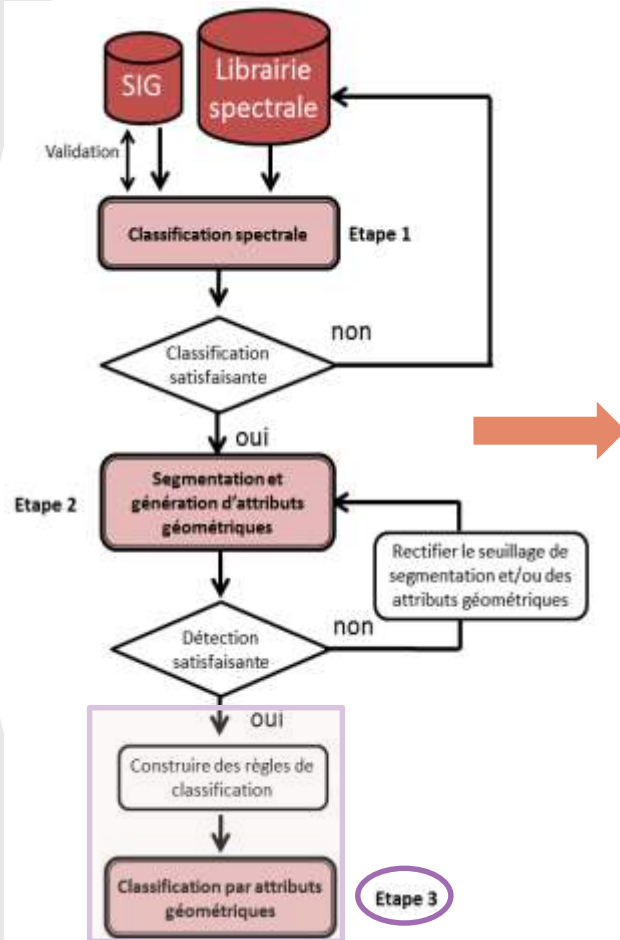 SIG
Librairie
spectrale
Validation
Classification spectrale
Etape 1
non
Classification
satisfaisante
oui
Segmentation et
génération d'attributs
géométriques
Etape 2
Rectifier le seuillage de
segmentation et/ou des
attributs géométriques
non
Détection
satisfaisante
oui
Construire des règles de
classification
Classification par attributs
géométriques
Etape 3